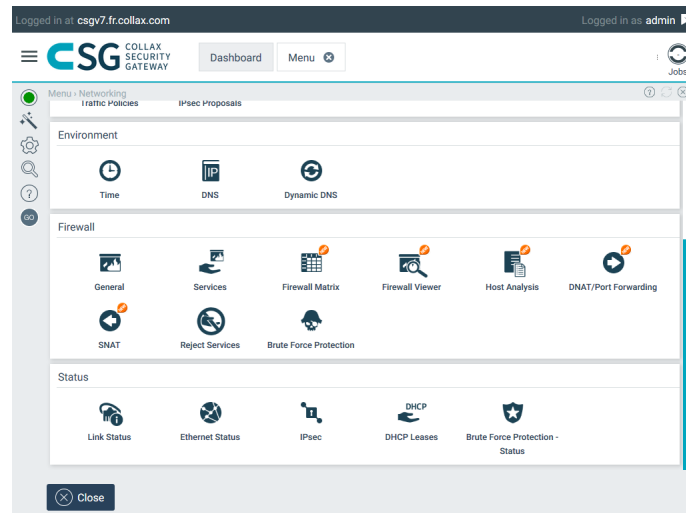 Logged in at csgv7.fr.collax.com
Logged in as admin
CSG COLLAX SECURITY GATEWAY
Dashboard
Menu
Jobs
Menu › Networking
Traffic Policies
IPsec Proposals
GO
Environment
IP
Time
DNS
Dynamic DNS
Firewall
General
Services
Firewall Matrix
Firewall Viewer
Host Analysis
DNAT/Port Forwarding
SNAT
Reject Services
Brute Force Protection
Status
DHCP
Link Status
Ethernet Status
IPsec
DHCP Leases
Brute Force Protection -
Status
Close